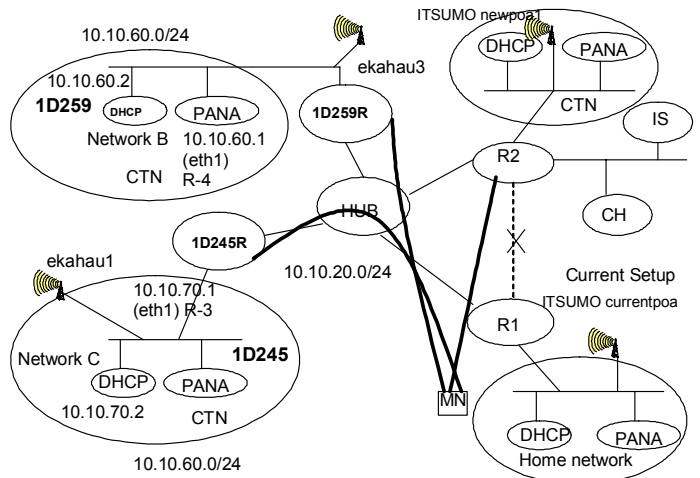 10.10.60.0/24
ITSUMO newpoa1
DHCP
PANA
CTN
ekahau3
10.10.60.2
1D259
DHCP
PANA
Network B
10.10.60.1
(eth1)
R-4
CTN
1D259R
IS
R2
HUB
CH
1D245R
ekahau1
10.10.20.0/24
10.10.70.1
(eth1) R-3
Current Setup
ITSUMO currentpoa
R1
Network C
1D245
DHCP
PANA
10.10.70.2
CTN
MN
DHCP
PANA
Home network
10.10.60.0/24